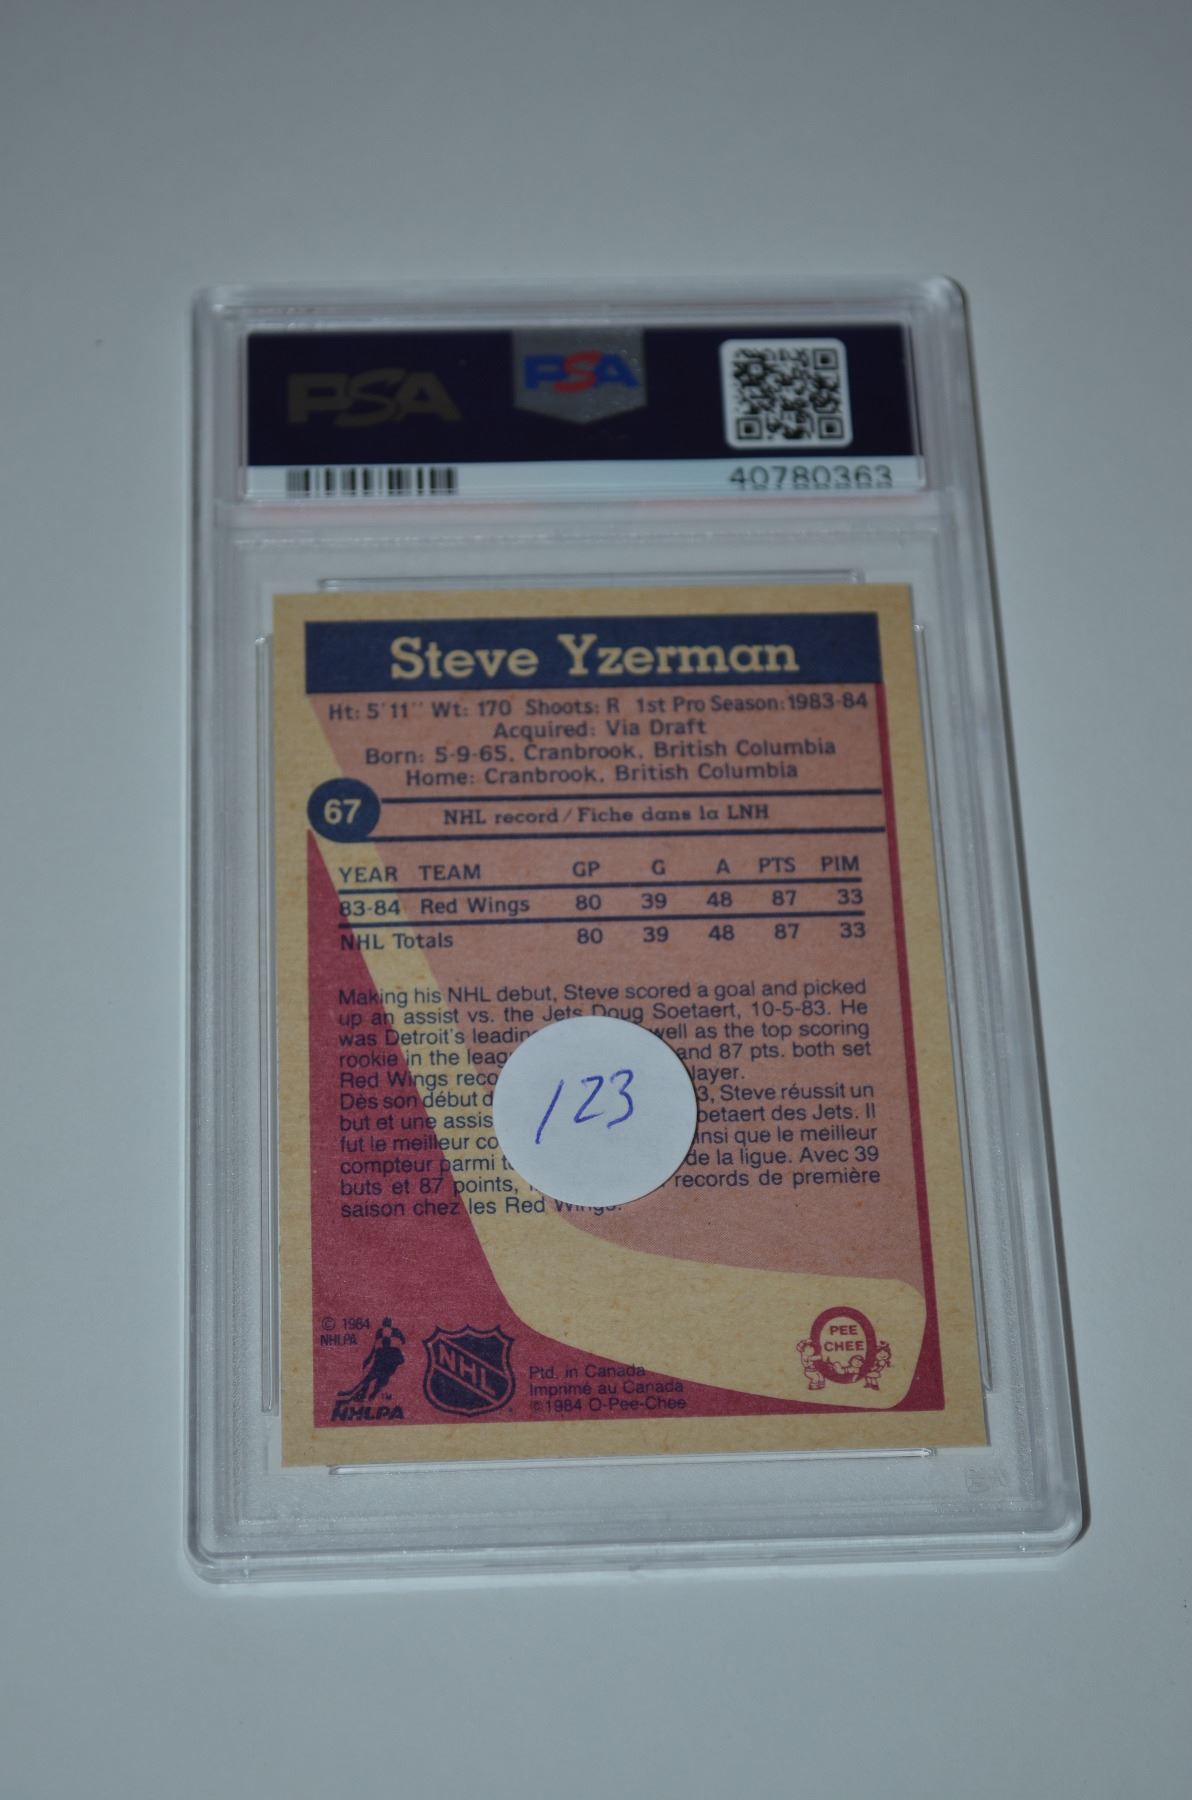 PSA
PSA
40780363
Steve Yzerman
Ht: 5'11" Wt: 170 Shoots: R 1st Pro Season: 1983-84
Acquired: Via Draft
Born: 5-9-65, Cranbrook, British Columbia
Home: Cranbrook, British Columbia
67
NHL record / Fiche dans la LNH
YEAR TEAM GP G A PTS PIM
83-84 Red Wings 80 39 48 87 33
NHL Totals 80 39 48 87 33
Making his NHL debut, Steve scored a goal and picked
up an assist vs. the Jets Doug Soetaert, 10-5-83. He
was Detroit's well as the top scoring
rookie in the and 87 pts. both set
Red Wings
Dès son début Steve réussit un
but et une des Jets. Il
fut le meilleur que le meilleur
compteur parmi de la ligue. Avec 39
buts et 87 points, records de première
saison chez les Red Wings.
123
© 1984
NHLPA
NHLPA
TM
NHL
Ptd. in Canada
Imprimé au Canada
© 1984 O-Pee-Chee
PEE
CHEE